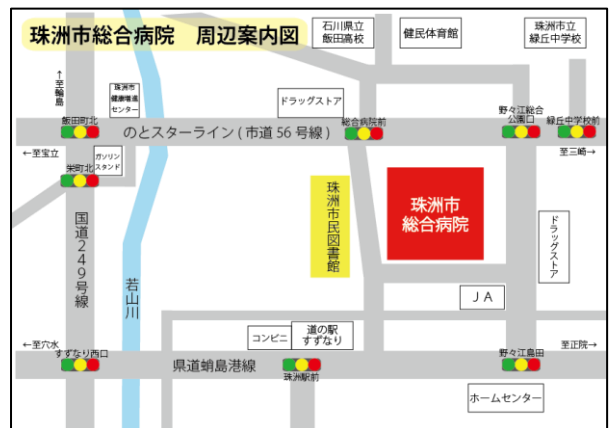 珠洲市総合病院　周辺案内図
石川県立
飯田高校
健民体育館
珠洲市立
緑丘中学校
↑至輪島
珠洲市
健康増進
センター
ドラッグストア
飯田町北
のとスターライン(市道56号線)
総合病院前
野々江総合
公園口
緑丘中学校前
←至宝立
ガソリン
スタンド
至三崎→
栄町北
国道249号線
若山川
珠洲市民図書館
珠洲市
総合病院
ドラッグストア
JA
コンビニ
道の駅
すずなり
←至穴水
すずなり西口
県道蛸島港線
珠洲駅前
野々江島田
至正院→
ホームセンター